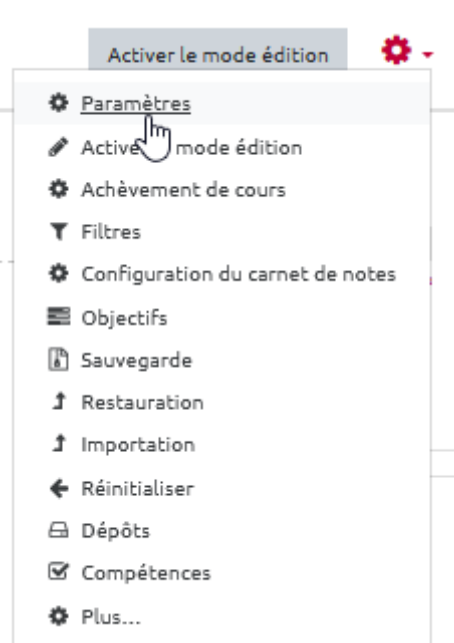 Activer le mode édition
Paramètres
Active mode édition
Achèvement de cours
Filtres
Configuration du carnet de notes
Objectifs
Sauvegarde
Restauration
Importation
Réinitialiser
Dépôts
Compétences
Plus...